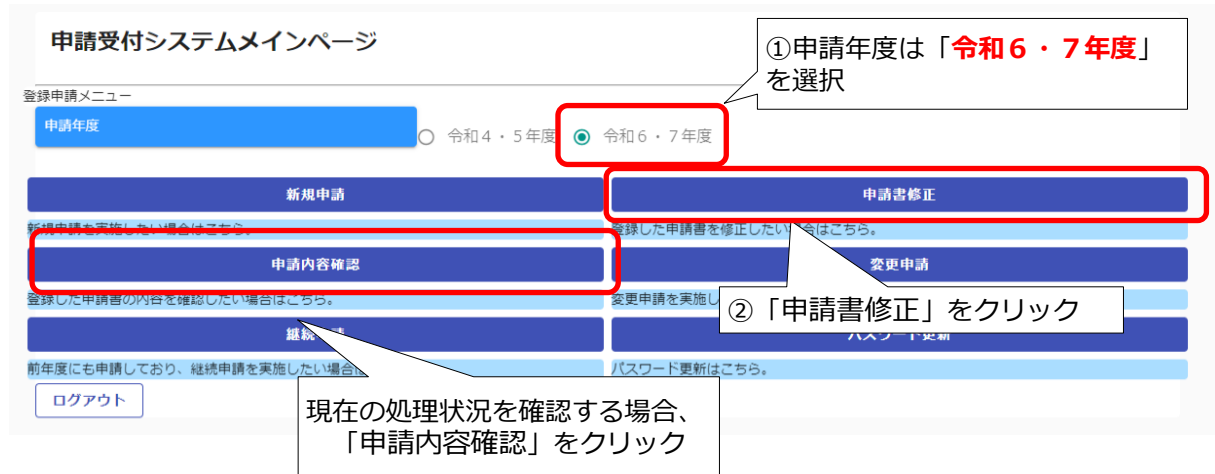 申請受付システムメインページ
①申請年度は「令和６・７年度」
を選択
登録申請メニュー
申請年度
令和４・５年度
令和６・７年度
新規申請
申請書修正
新規申請を実施したい場合はこちら。
登録した申請書を修正したい場合はこちら。
申請内容確認
変更申請
登録した申請書の内容を確認したい場合はこちら。
変更申請を実施し
②「申請書修正」をクリック
継続申請
パスワード更新
前年度にも申請しており、継続申請を実施したい場合は
パスワード更新はこちら。
ログアウト
現在の処理状況を確認する場合、
「申請内容確認」をクリック